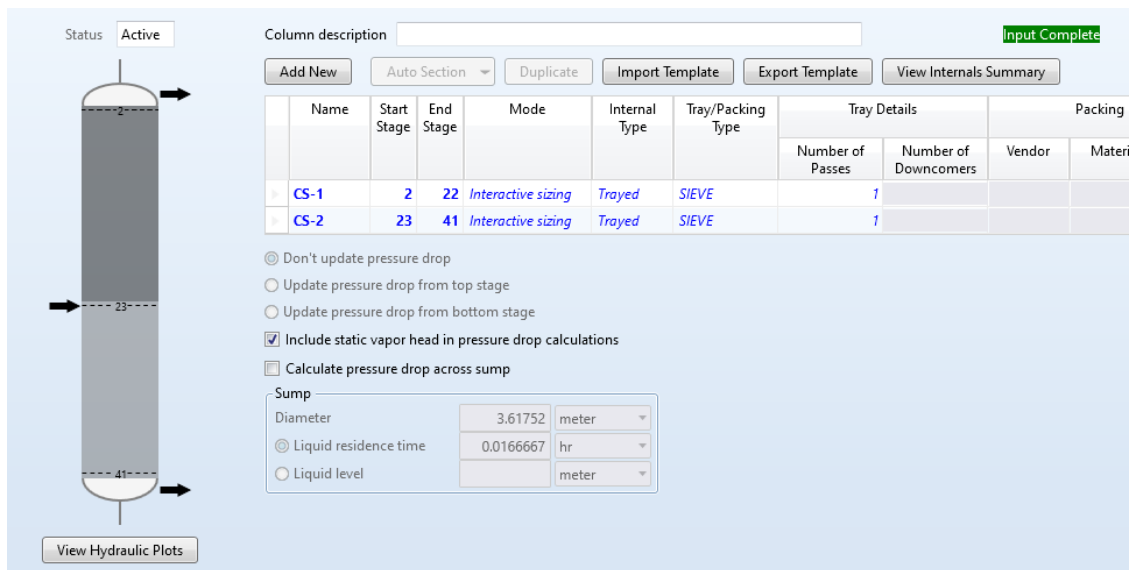 Status Active Column description Input Complete
Add New Auto Section Duplicate Import Template Export Template View Internals Summary
Name Start Stage End Stage Mode Internal Type Tray/Packing Type Tray Details Packing
Number of Passes Number of Downcomers Vendor Materi
CS-1 2 22 Interactive sizing Trayed SIEVE 1
CS-2 23 41 Interactive sizing Trayed SIEVE 1
Don't update pressure drop
Update pressure drop from top stage
Update pressure drop from bottom stage
Include static vapor head in pressure drop calculations
Calculate pressure drop across sump
Sump
Diameter 3.61752 meter
Liquid residence time 0.0166667 hr
Liquid level meter
2
23
41
View Hydraulic Plots